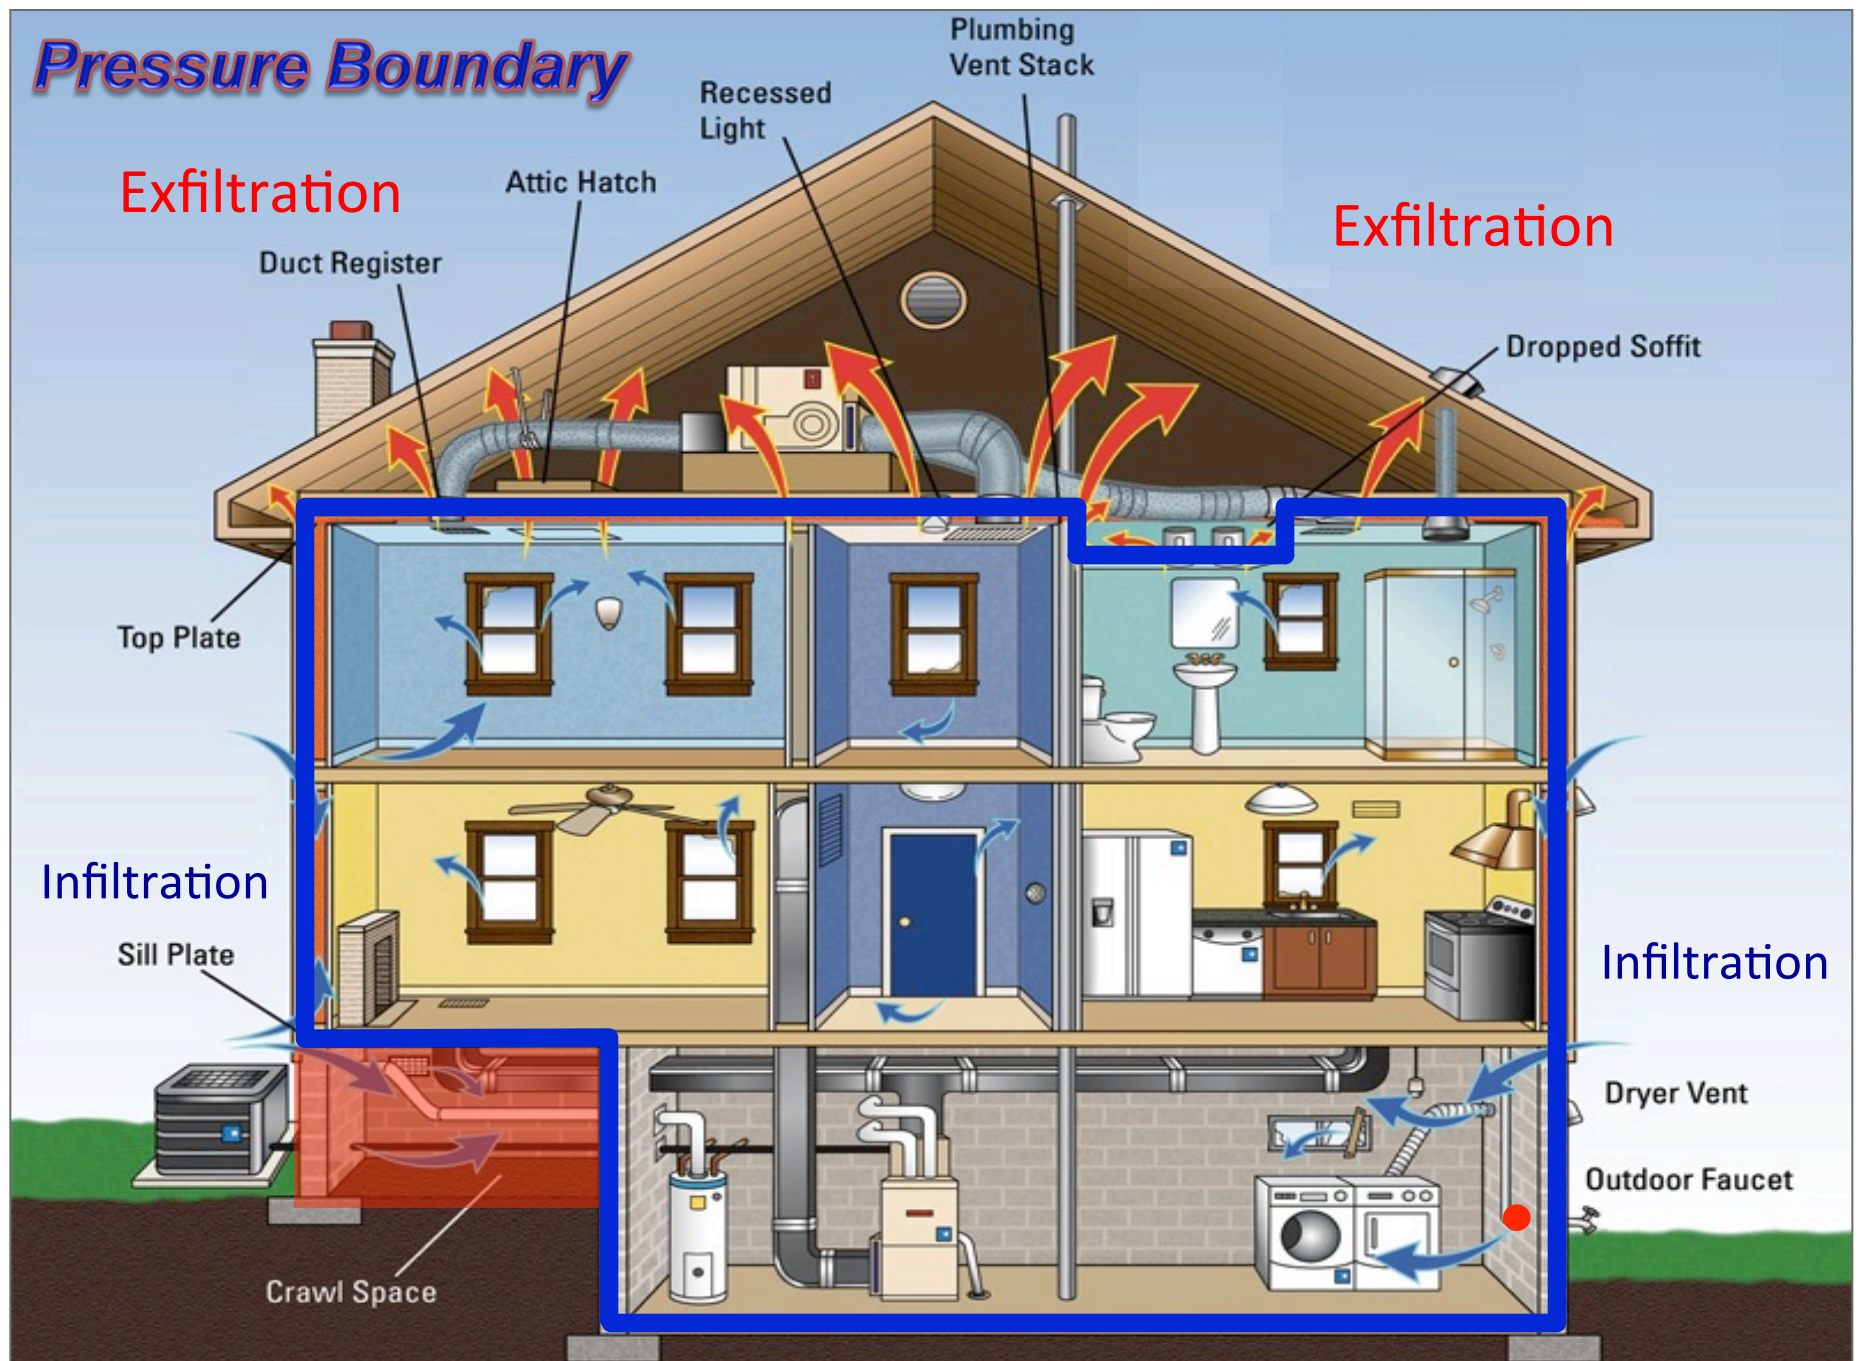 Pressure Boundary
Plumbing
Vent Stack
Recessed
Light
Exfiltration
Attic Hatch
Exfiltration
Duct Register
Dropped Soffit
Top Plate
Infiltration
Sill Plate
Infiltration
Dryer Vent
Outdoor Faucet
Crawl Space